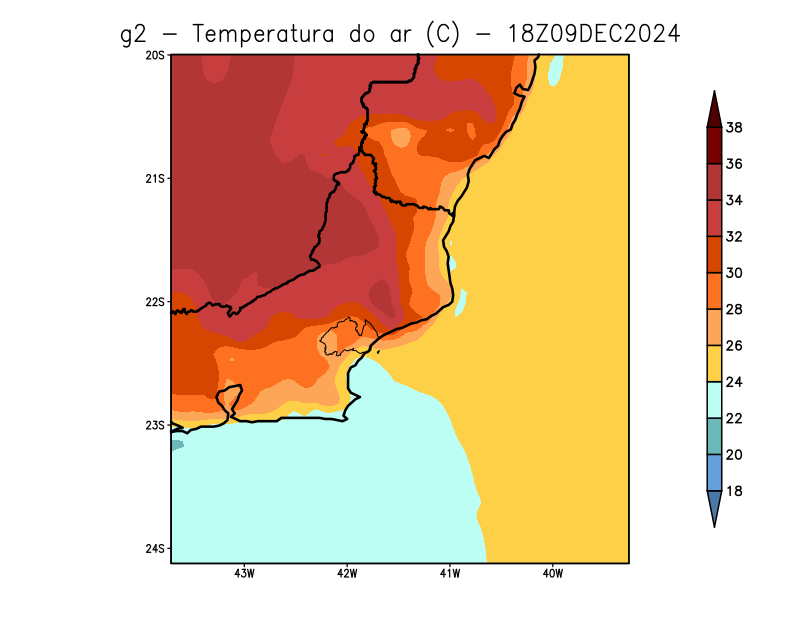 g2 – Temperatura do ar (C) – 18Z09DEC2024
20S
21S
22S
23S
24S
43W
42W
41W
40W
38
36
34
32
30
28
26
24
22
20
18